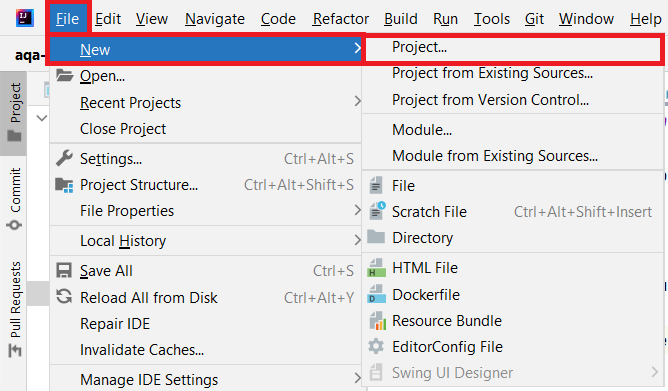 File Edit View Navigate Code Refactor Build Run Tools Git Window Help
aqa-
New
Open...
Recent Projects
Close Project
Settings... Ctrl+Alt+S
Project Structure... Ctrl+Alt+Shift+S
File Properties
Local History
Save All Ctrl+S
Reload All from Disk Ctrl+Alt+Y
Repair IDE
Invalidate Caches...
Manage IDE Settings
Project...
Project from Existing Sources...
Project from Version Control...
Module...
Module from Existing Sources...
File
Scratch File Ctrl+Alt+Shift+Insert
Directory
HTML File
Dockerfile
Resource Bundle
EditorConfig File
Swing UI Designer
Project
Commit
Pull Requests